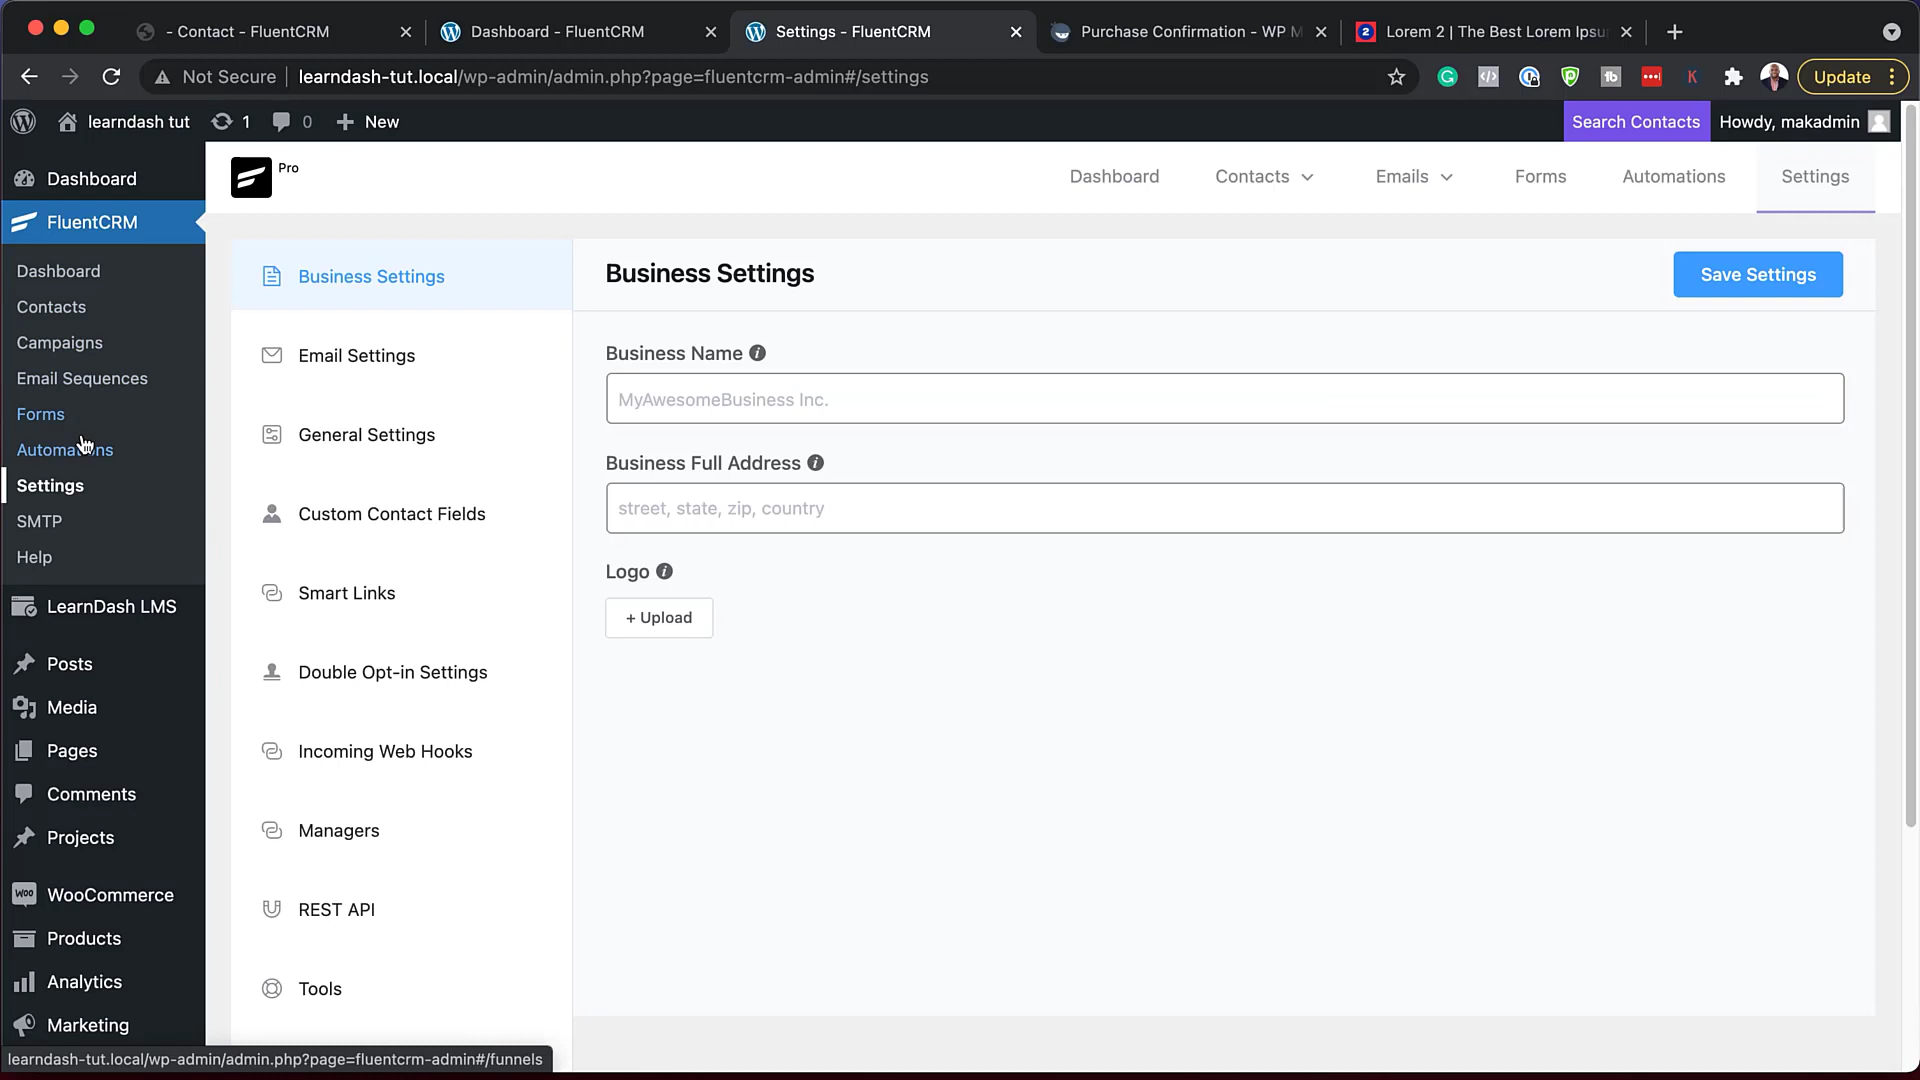 - Contact - FluentCRM
Dashboard - FluentCRM
Settings - FluentCRM
Purchase Confirmation - WP M
Lorem 2 | The Best Lorem Ipsu
Not Secure
learndash-tut.local/wp-admin/admin.php?page=fluentcrm-admin#/settings
Update
learndash tut
1
0
New
Search Contacts
Howdy, makadmin
Dashboard
FluentCRM
Dashboard
Contacts
Campaigns
Email Sequences
Forms
Automations
Settings
SMTP
Help
LearnDash LMS
Posts
Media
Pages
Comments
Projects
WooCommerce
Products
Analytics
Marketing
Pro
Dashboard
Contacts
Emails
Forms
Automations
Settings
Business Settings
Email Settings
General Settings
Custom Contact Fields
Smart Links
Double Opt-in Settings
Incoming Web Hooks
Managers
REST API
Tools
Business Settings
Save Settings
Business Name
MyAwesomeBusiness Inc.
Business Full Address
street, state, zip, country
Logo
+ Upload
learndash-tut.local/wp-admin/admin.php?page=fluentcrm-admin#/funnels